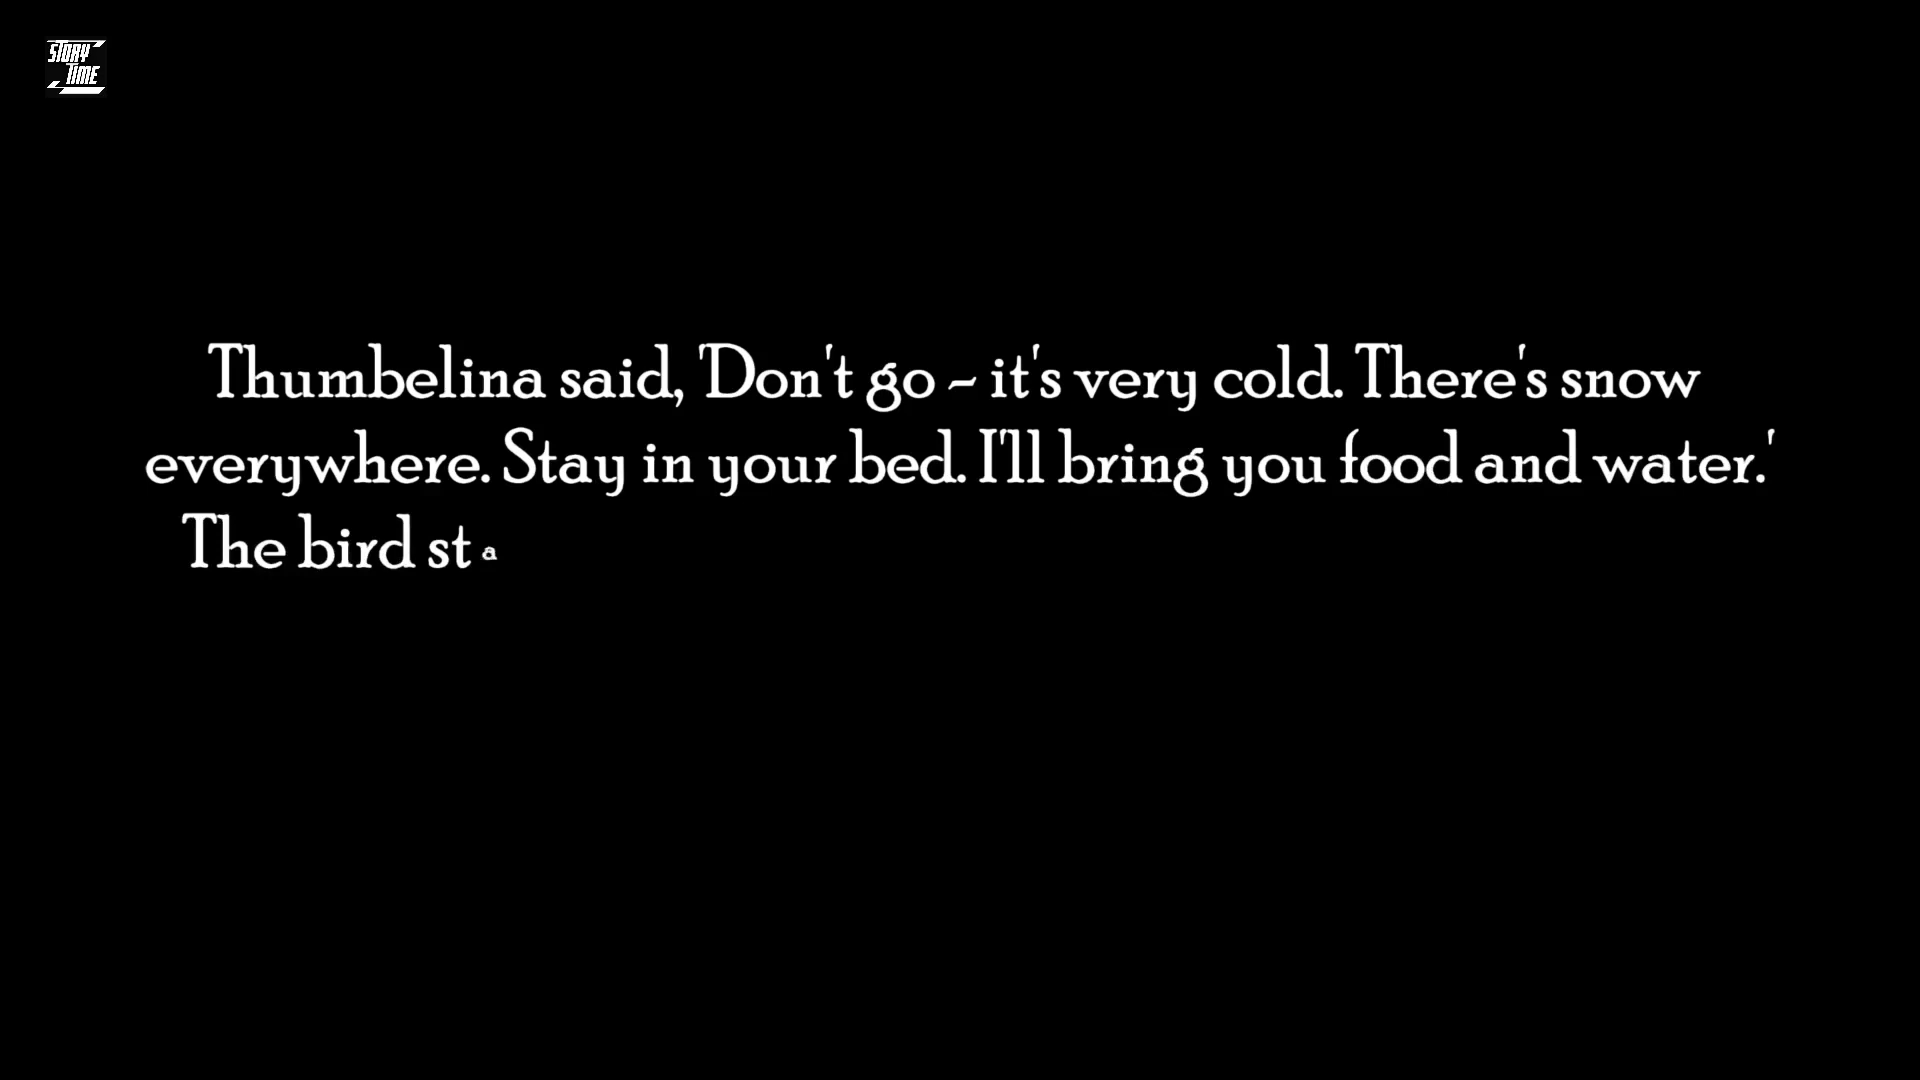 STORY
TIME
Thumbelina said, 'Don't go - it's very cold. There's snow
everywhere. Stay in your bed. I'll bring you food and water.'
The bird sta